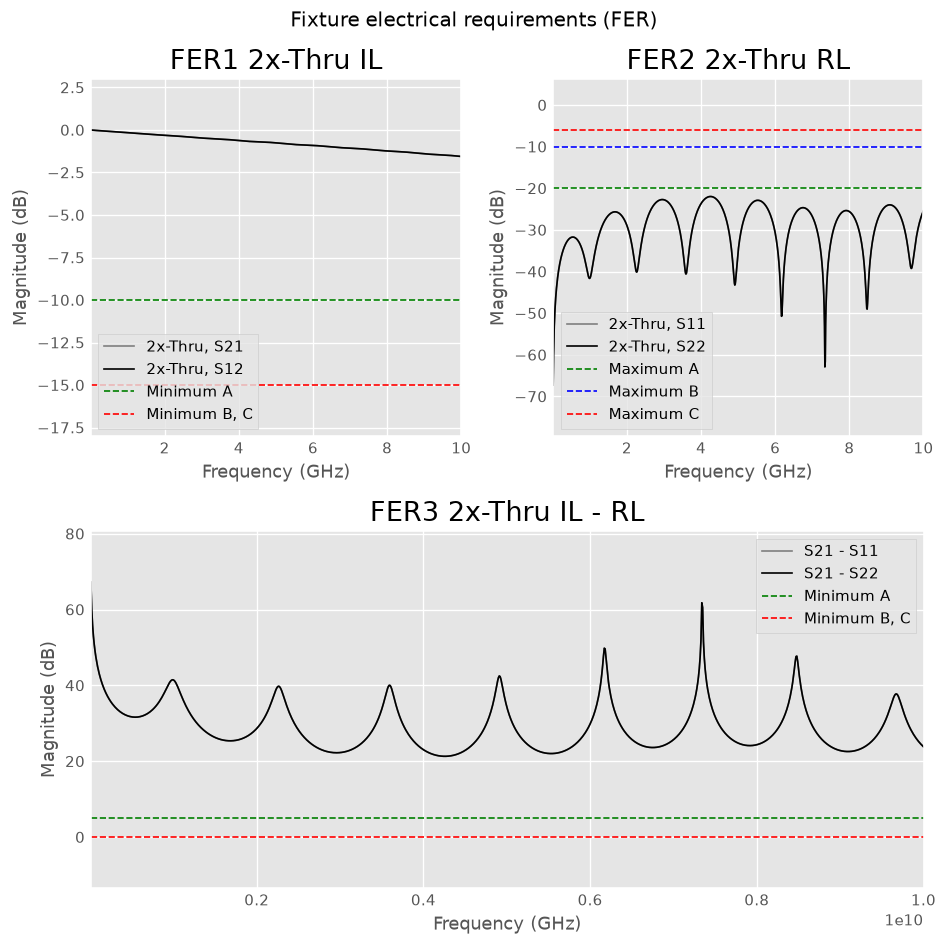 Fixture electrical requirements (FER)
FER1 2x-Thru IL
Magnitude (dB)
2.5
0.0
−2.5
−5.0
−7.5
−10.0
−12.5
−15.0
−17.5
2x-Thru, S21
2x-Thru, S12
Minimum A
Minimum B, C
2
4
6
8
10
Frequency (GHz)
FER2 2x-Thru RL
Magnitude (dB)
0
−10
−20
−30
−40
−50
−60
−70
2x-Thru, S11
2x-Thru, S22
Maximum A
Maximum B
Maximum C
2
4
6
8
10
Frequency (GHz)
FER3 2x-Thru IL - RL
Magnitude (dB)
80
60
40
20
0
S21 - S11
S21 - S22
Minimum A
Minimum B, C
0.2
0.4
0.6
0.8
1.0
1e10
Frequency (GHz)